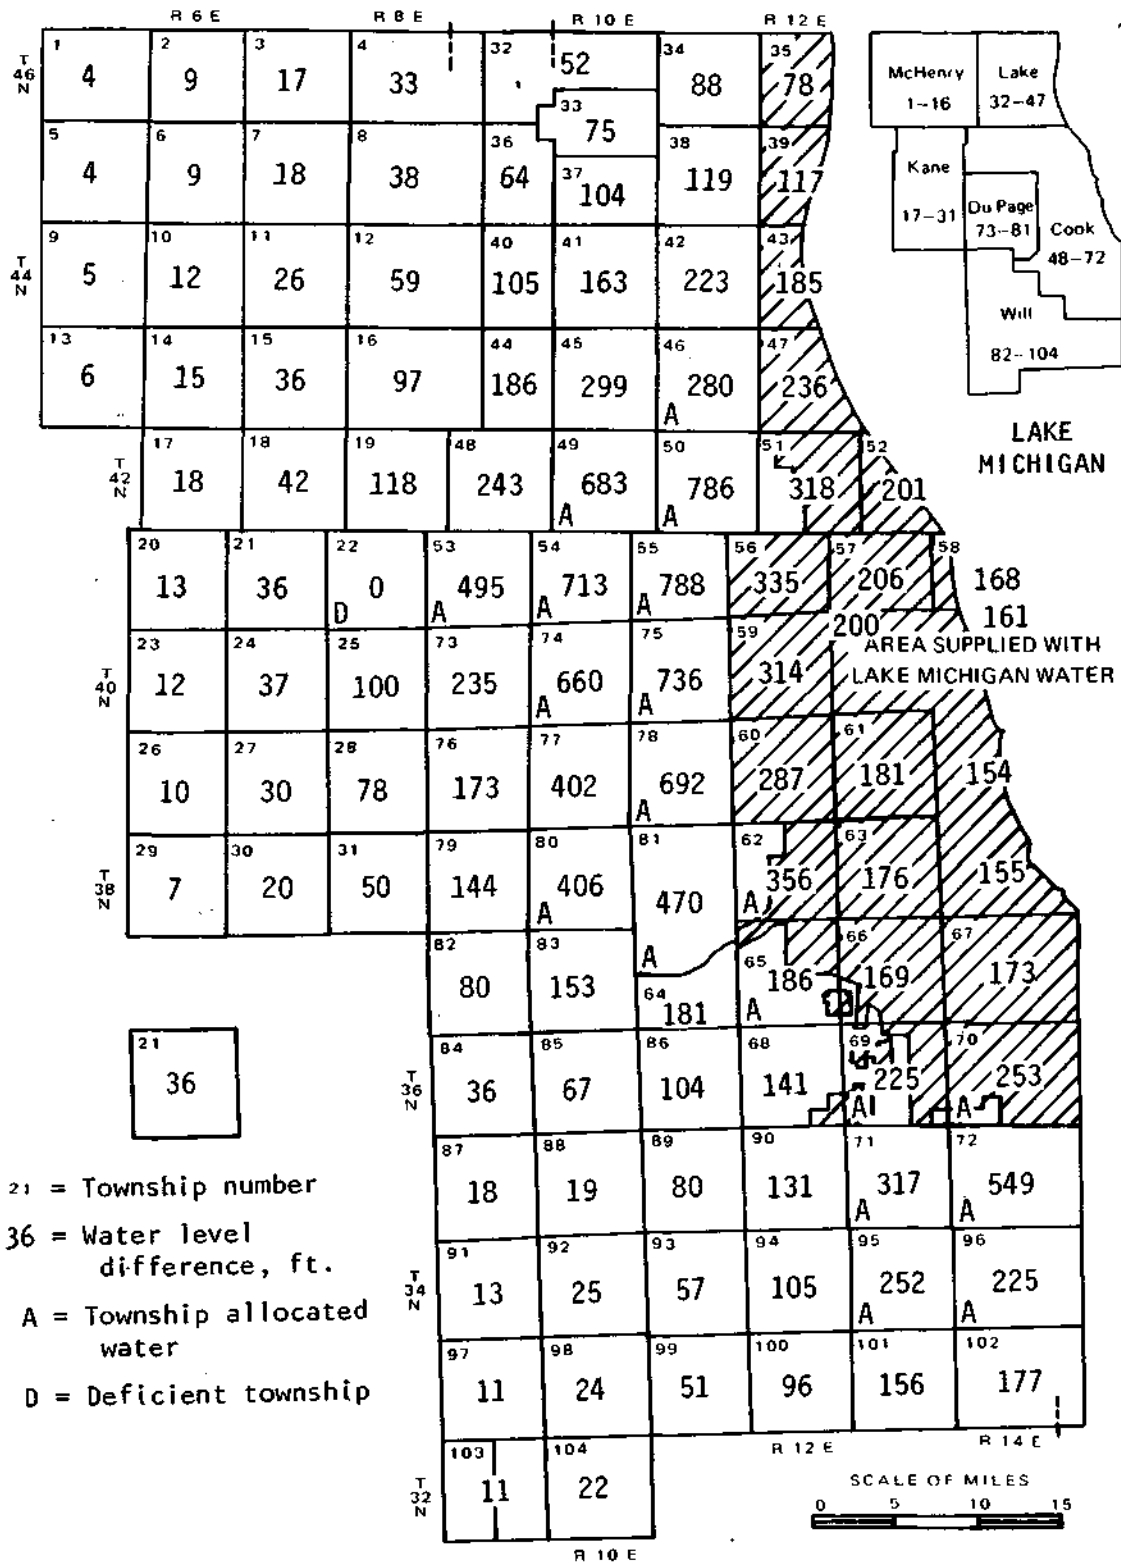 R 6 E R 8 E R 10 E R 12 E
T 46 N
1 2 3 4 32 34 35
4 9 17 33 52 88 78
33
75
5 6 7 8 36 38 39
4 9 18 38 64 119 117
37
104
T 44 N
9 10 11 12 40 41 42 43
5 12 26 59 105 163 223 185
13 14 15 16 44 45 46 47
6 15 36 97 186 299 280 236
A
T 42 N
17 18 19 48 49 50 51 52
18 42 118 243 683 786 318 201
A A
20 21 22 53 54 55 56 57 58
13 36 0 495 713 788 335 206 168
D A A A
161
200
AREA SUPPLIED WITH
LAKE MICHIGAN WATER
T 40 N
23 24 25 73 74 75 59
12 37 100 235 660 736 314
A A
26 27 28 76 77 78 60 61
10 30 78 173 402 692 287 181 154
A
T 38 N
29 30 31 79 80 81 62 63
7 20 50 144 406 470 356 176 155
A A A
82 83 64 65 66 67
80 153 181 186 169 173
A
T 36 N
84 85 86 68 69 70
36 67 104 141 225 253
A A
87 88 89 90 71 72
18 19 80 131 317 549
A A
T 34 N
91 92 93 94 95 96
13 25 57 105 252 225
A A
97 98 99 100 101 102
11 24 51 96 156 177
R 12 E R 14 E
T 32 N
103 104
11 22
R 10 E
McHenry
1-16
Lake
32-47
Kane
17-31
Du Page
73-81
Cook
48-72
Will
82-104
LAKE
MICHIGAN
21
36
21 = Township number
36 = Water level
difference, ft.
A = Township allocated
water
D = Deficient township
SCALE OF MILES
0 5 10 15